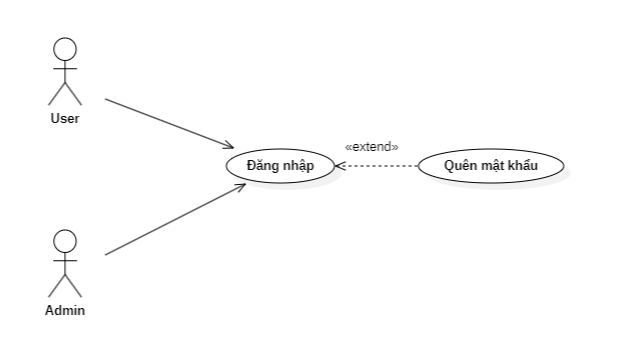 User
«extend»
Đăng nhập
Quên mật khẩu
Admin